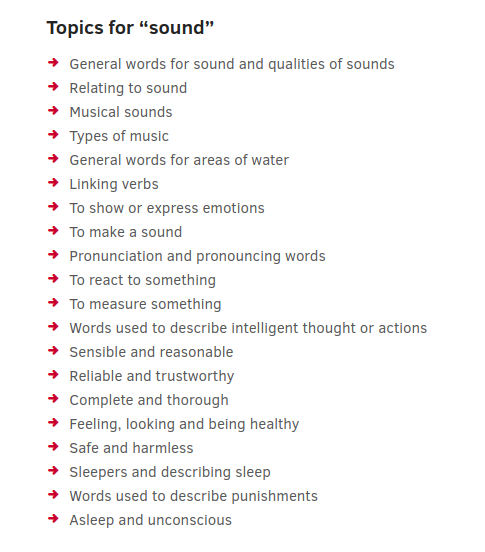 Topics for “sound”
General words for sound and qualities of sounds
Relating to sound
Musical sounds
Types of music
General words for areas of water
Linking verbs
To show or express emotions
To make a sound
Pronunciation and pronouncing words
To react to something
To measure something
Words used to describe intelligent thought or actions
Sensible and reasonable
Reliable and trustworthy
Complete and thorough
Feeling, looking and being healthy
Safe and harmless
Sleepers and describing sleep
Words used to describe punishments
Asleep and unconscious